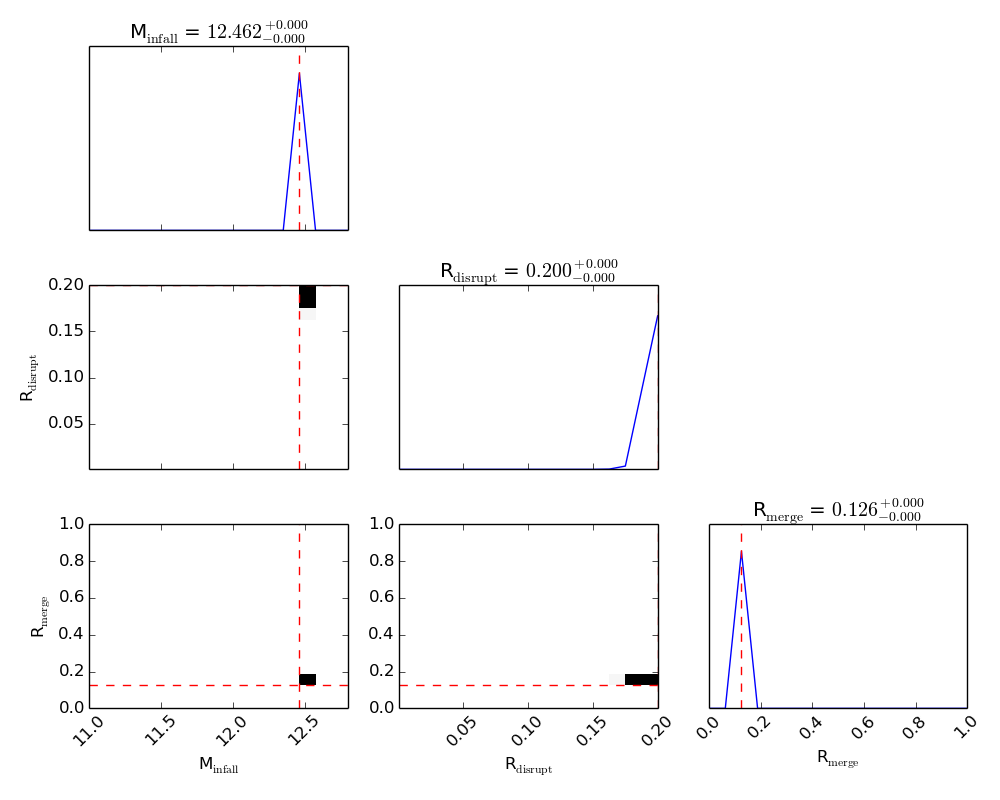 M_infall = 12.462^{+0.000}_{-0.000}
0.20
0.15
0.10
0.05
R_disrupt
R_disrupt = 0.200^{+0.000}_{-0.000}
1.0
0.8
0.6
0.4
0.2
0.0
R_merge
11.0 11.5 12.0 12.5
M_infall
1.0
0.8
0.6
0.4
0.2
0.0
0.05 0.10 0.15 0.20
R_disrupt
R_merge = 0.126^{+0.000}_{-0.000}
0.0 0.2 0.4 0.6 0.8 1.0
R_merge